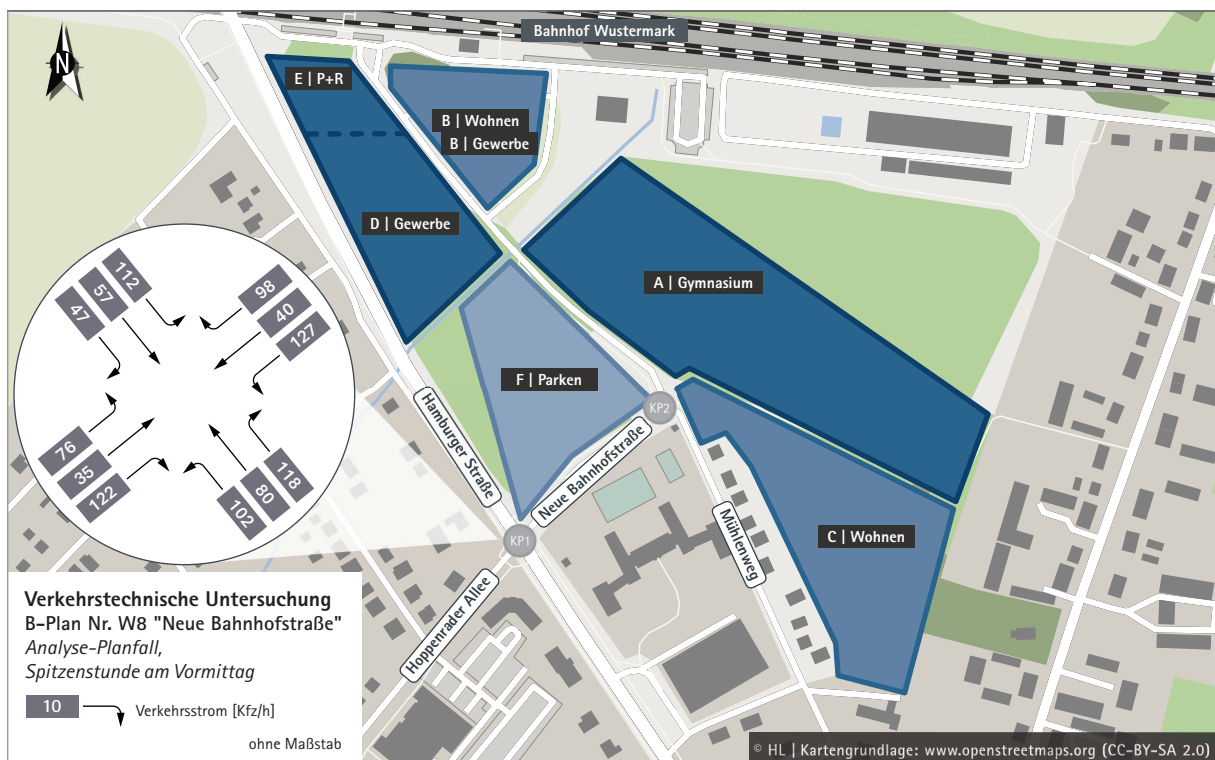 Bahnhof Wustermark
N
E | P+R
B | Wohnen
B | Gewerbe
D | Gewerbe
A | Gymnasium
F | Parken
C | Wohnen
KP2
KP1
Hamburger Straße
Neue Bahnhofstraße
Mühlenweg
Hoppenrader Allee
47
57
112
98
40
127
76
35
122
102
80
118
Verkehrstechnische Untersuchung
B-Plan Nr. W8 "Neue Bahnhofstraße"
Analyse-Planfall,
Spitzenstunde am Vormittag
10 Verkehrsstrom [Kfz/h]
ohne Maßstab
© HL | Kartengrundlage: www.openstreetmaps.org (CC-BY-SA 2.0)